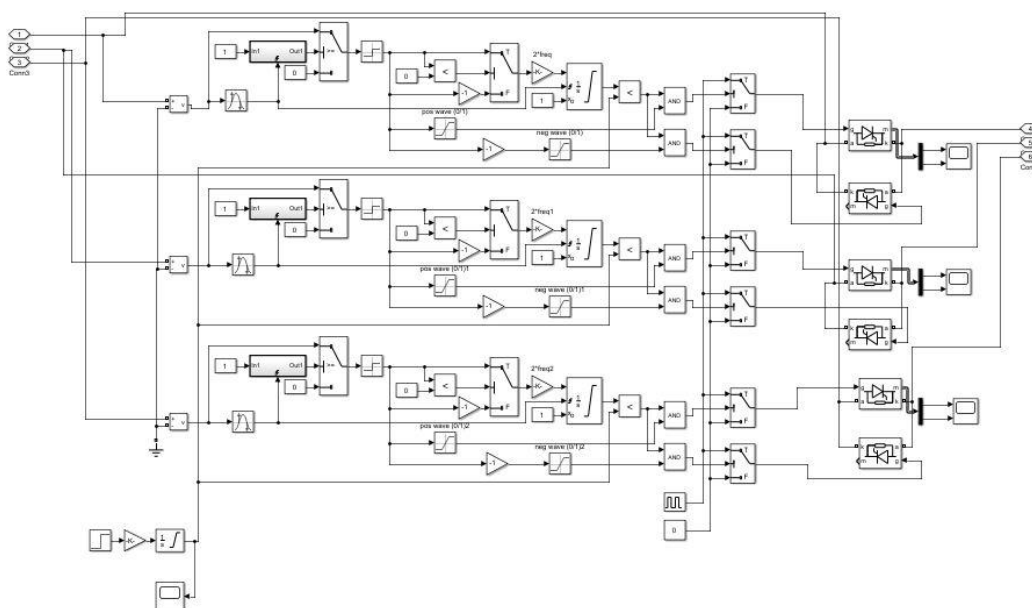 1
2
3
Conn3
1
In1
Out1
0
>=
0
<
-1
T
F
2*freq
-K-
1
1
s
xo
<
AND
AND
T
F
T
F
pos wave (0/1)
-1
neg wave (0/1)
+
-
v
g
m
a
k
k
a
m
g
4
5
6
1
In1
Out1
0
>=
0
<
-1
T
F
2*freq1
-K-
1
1
s
xo
<
AND
AND
T
F
T
F
pos wave (0/1)1
-1
neg wave (0/1)1
+
-
v
g
m
a
k
k
a
m
g
1
In1
Out1
0
>=
0
<
-1
T
F
2*freq2
-K-
1
1
s
xo
<
AND
AND
T
F
T
F
pos wave (0/1)2
-1
neg wave (0/1)2
+
-
v
g
m
a
k
k
a
m
g
-K-
1
s
0